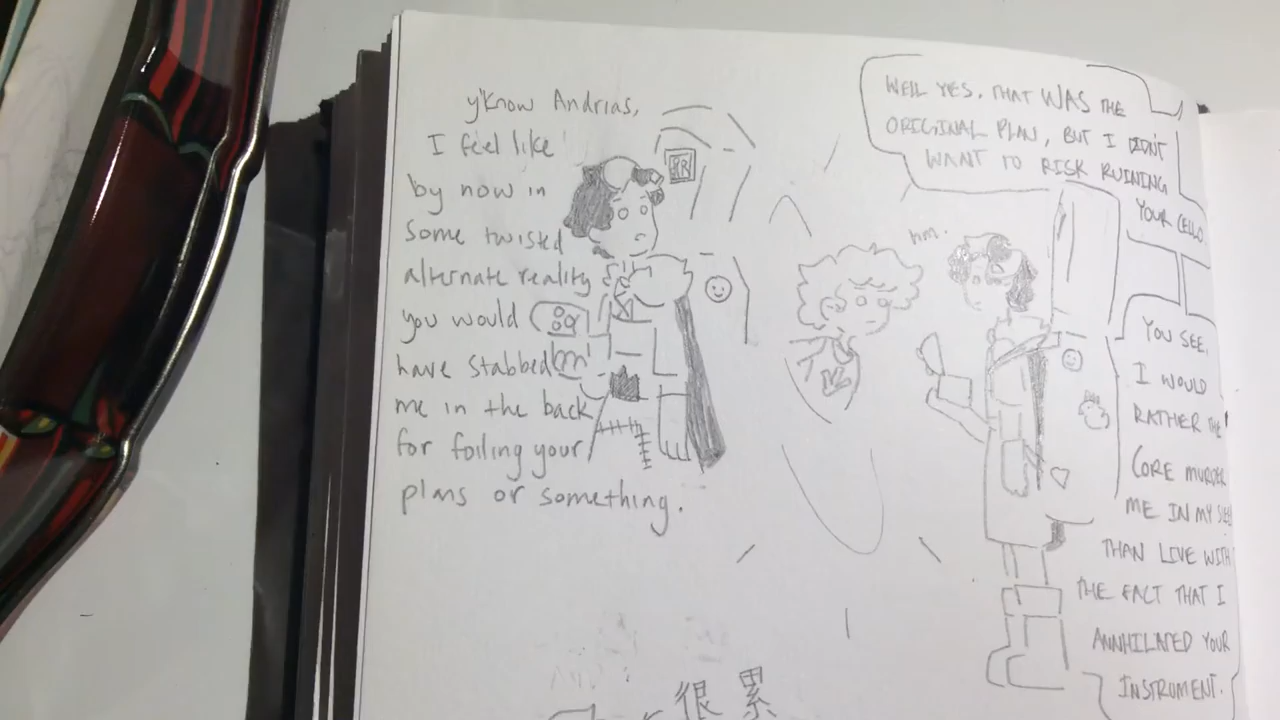 y'know Andrias,
I feel like
by now in
some twisted
alternate reality
you would
have stabbed
me in the back
for foiling your
plans or something.
WELL YES, THAT WAS THE
ORIGINAL PLAN, BUT I DIDN'T
WANT TO RISK RUINING
YOUR CELLO.
hm.
YOU SEE,
I WOULD
RATHER THE
CORE MURDER
ME IN MY SLEEP
THAN LIVE WITH
THE FACT THAT I
ANNHILATED YOUR
INSTRUMENT.
很累